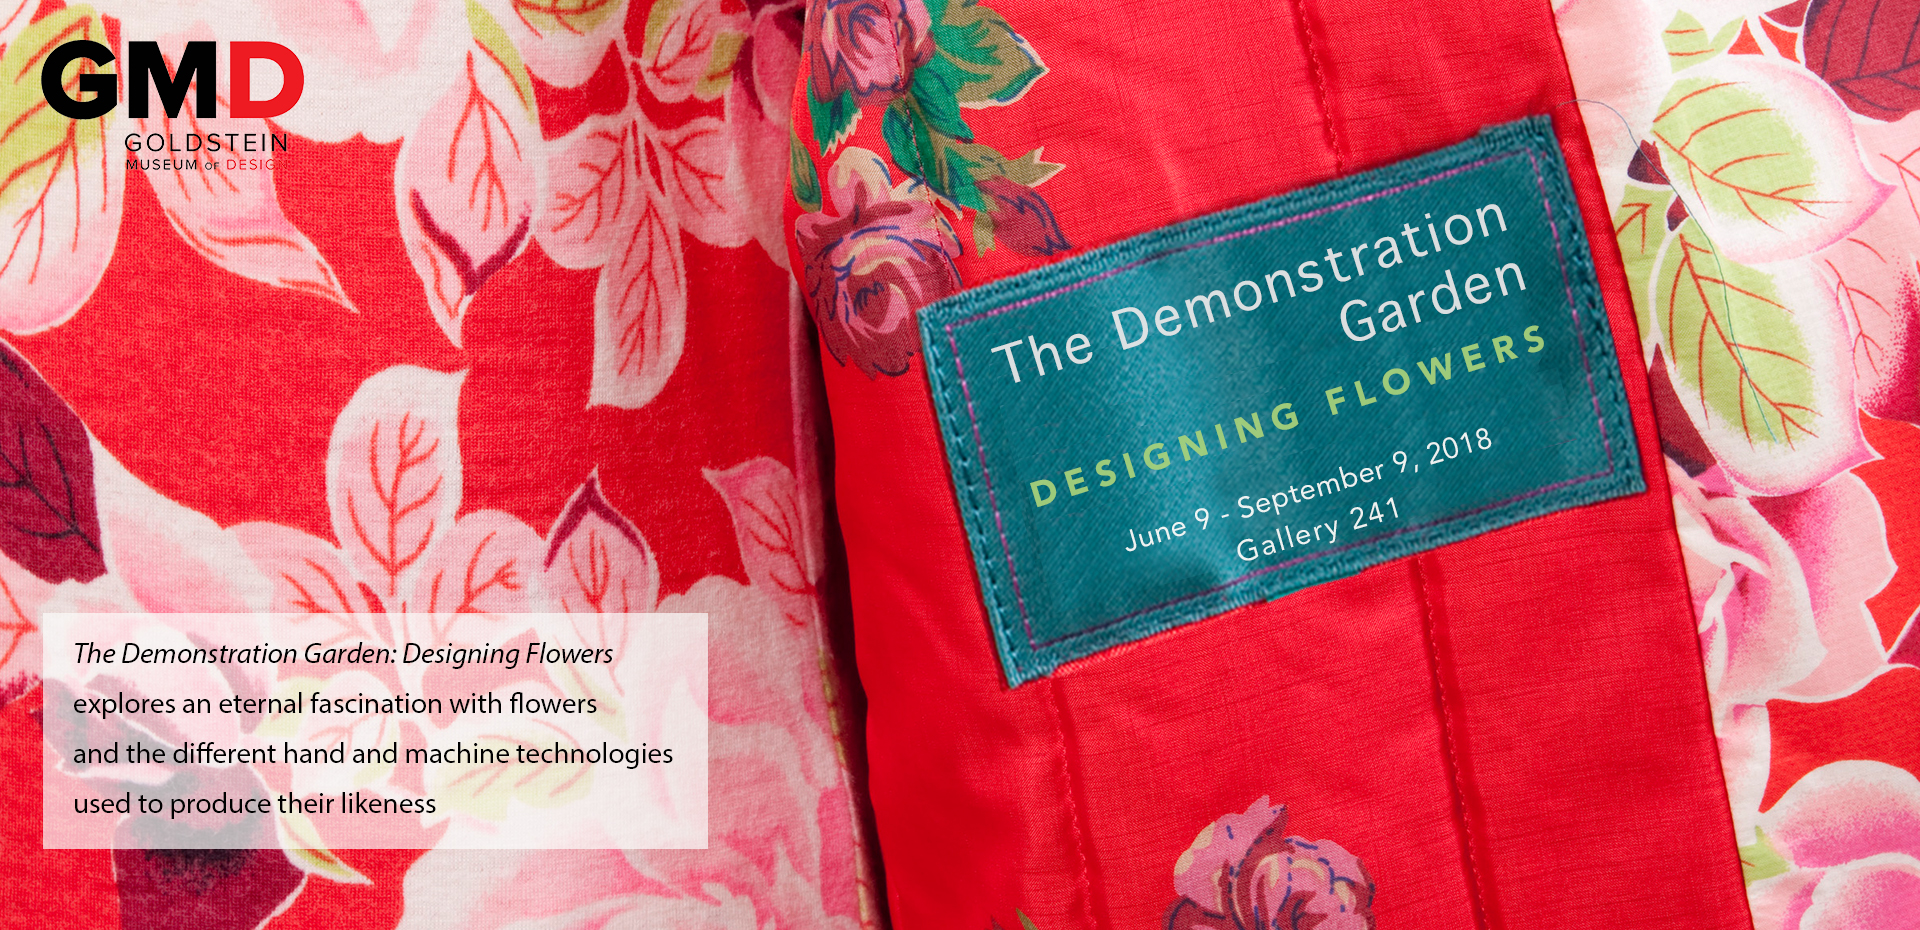 GMD
GOLDSTEIN
MUSEUM OF DESIGN
The Demonstration
Garden
DESIGNING FLOWERS
June 9 - September 9, 2018
Gallery 241
The Demonstration Garden: Designing Flowers
explores an eternal fascination with flowers
and the different hand and machine technologies
used to produce their likeness